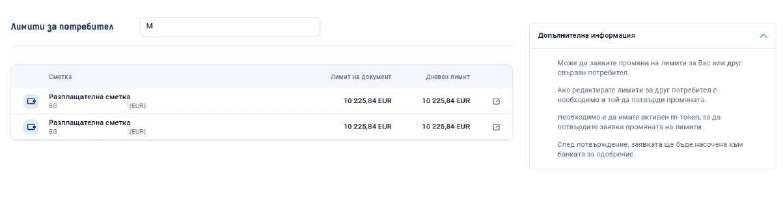 Лимити за потребител
M
Сметка
Лимит на документ
Дневен лимит
Разплащателна сметка
BG (EUR)
10 225,84 EUR
10 225,84 EUR
Разплащателна сметка
BG (EUR)
10 225,84 EUR
10 225,84 EUR
Допълнителна информация
Може да заявите промяна на лимити за Вас или друг
свързан потребител.
Ако редактирате лимити за друг потребител е
необходимо и той да потвърди промяната.
Необходимо е да имате активен m-token, за да
потвърдите заявка промяната на лимити.
След потвърждение, заявката ще бъде насочена към
банката за одобрение.